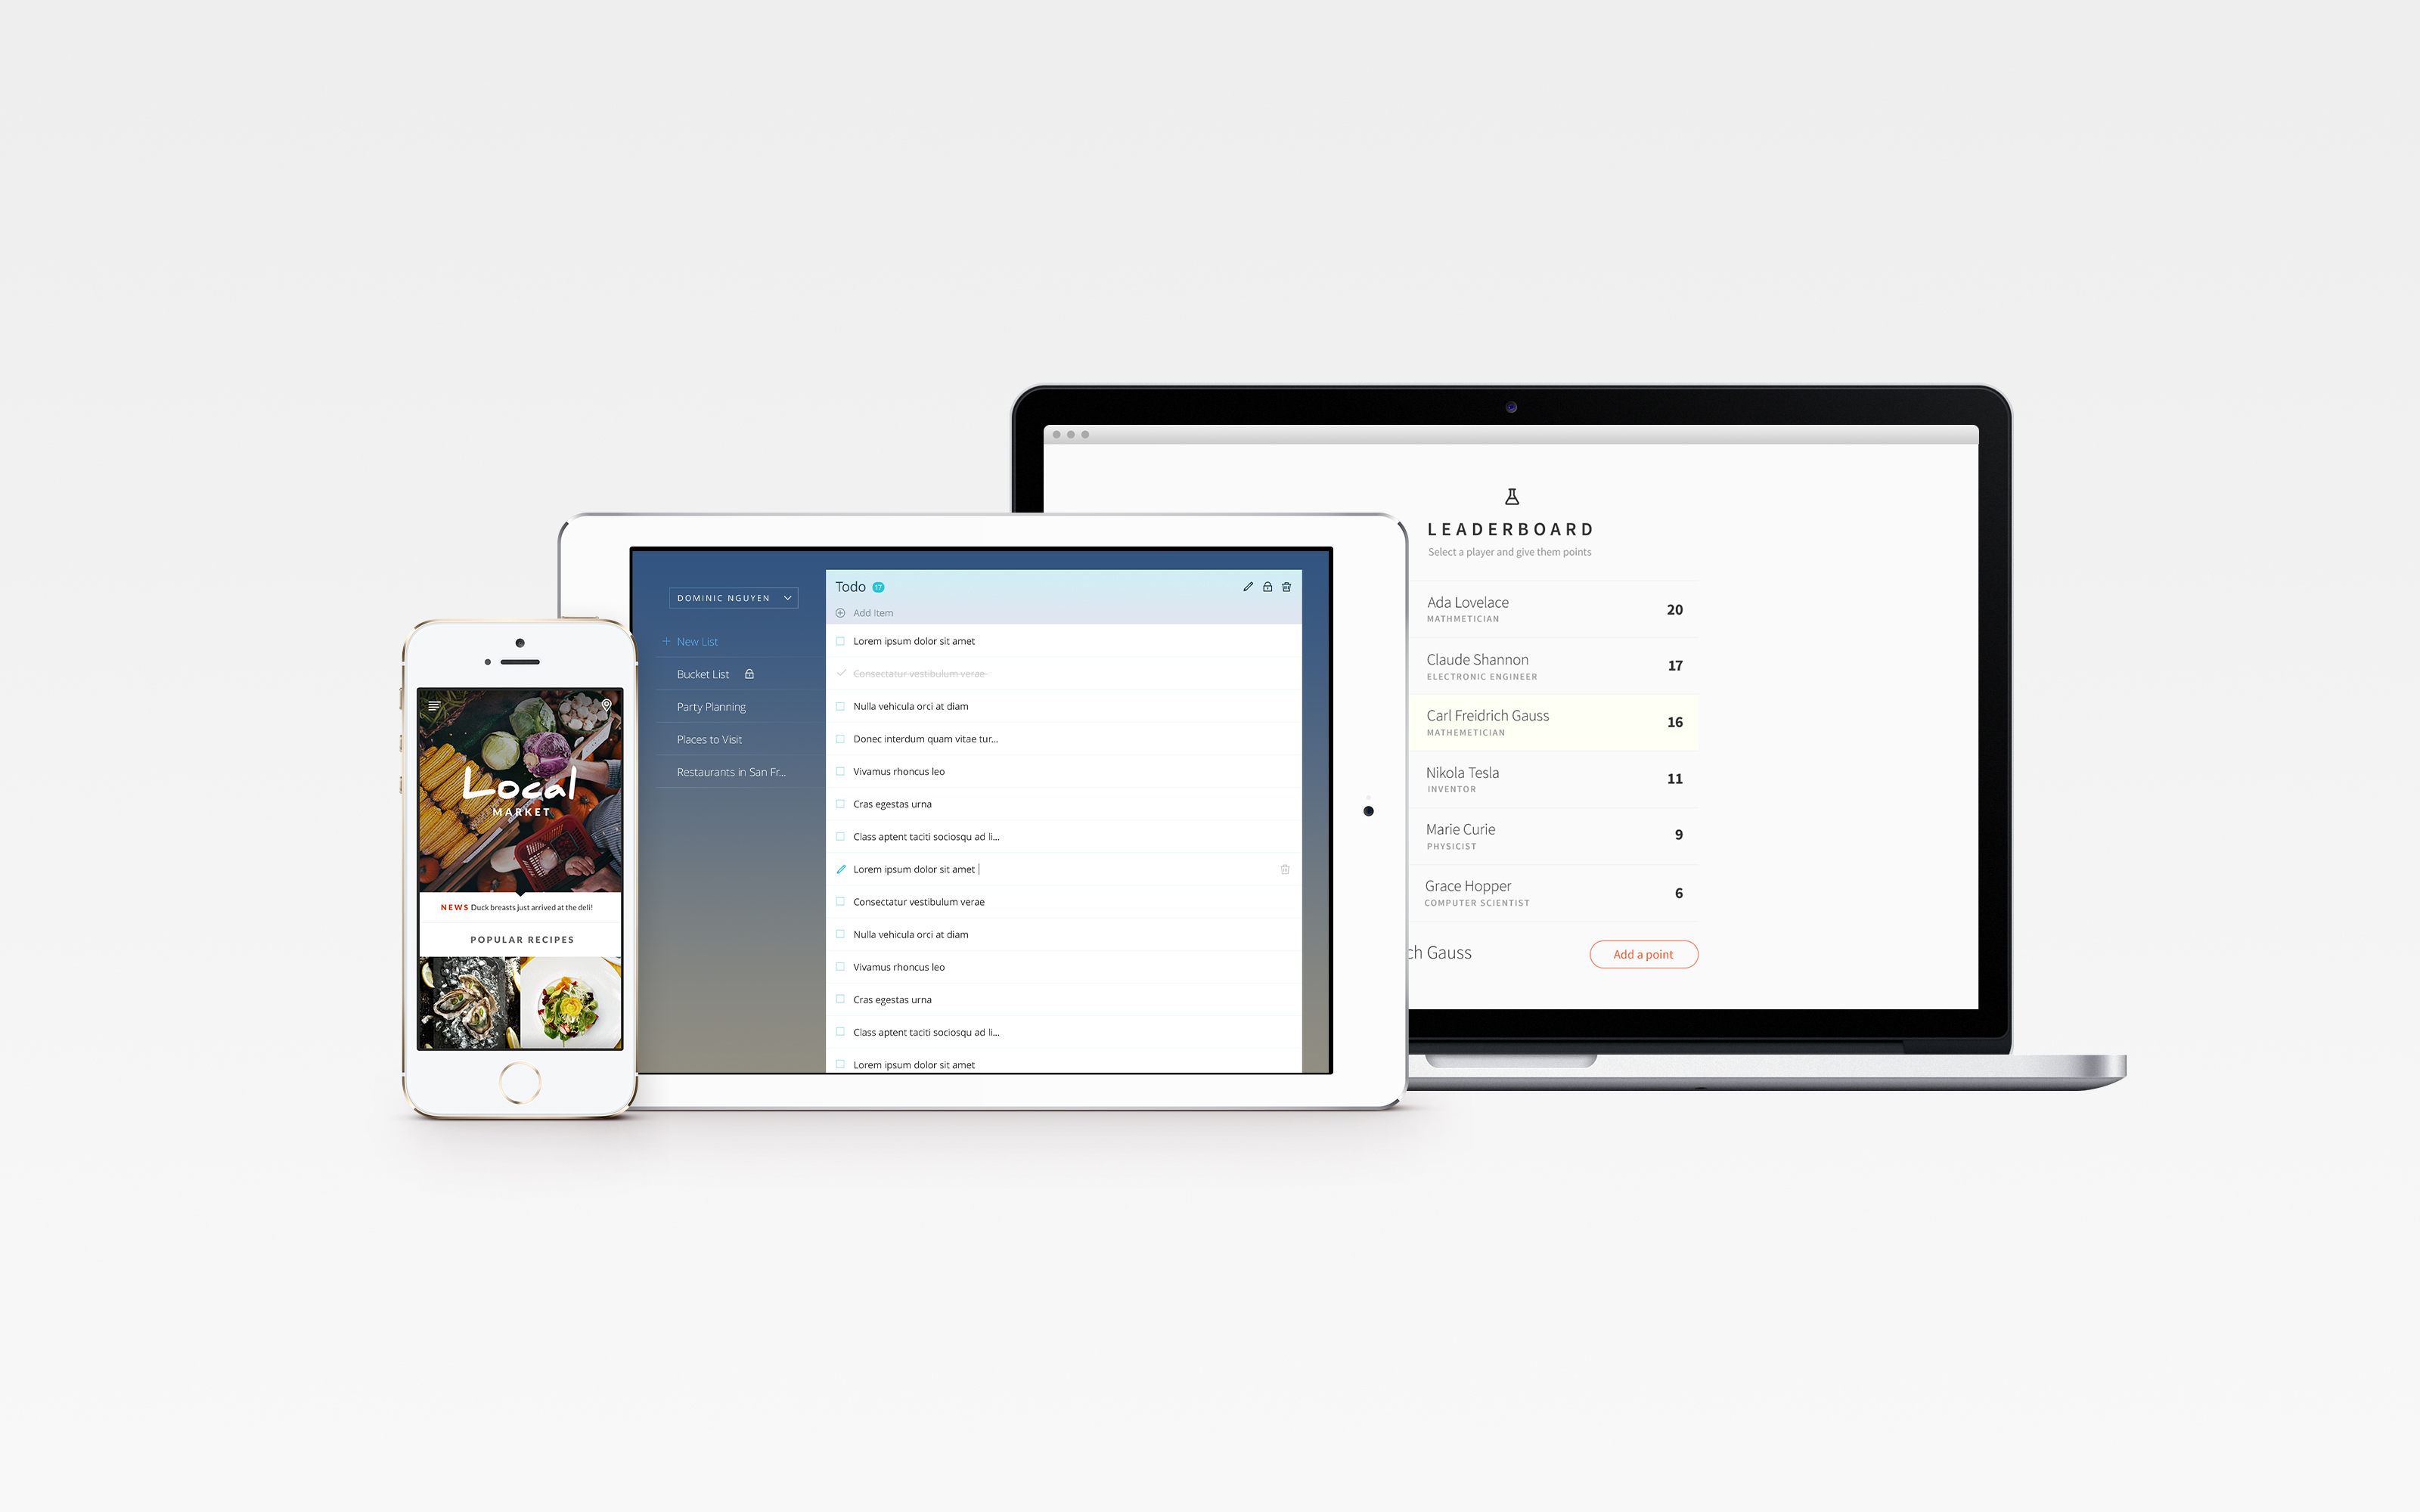 Local
MARKET
NEWS Duck breasts just arrived at the deli!
POPULAR RECIPES
DOMINIC NGUYEN
New List
Bucket List
Party Planning
Places to Visit
Restaurants in San Fr...
Todo 17
Add Item
Lorem ipsum dolor sit amet
Consectatur vestibulum verae
Nulla vehicula orci at diam
Donec interdum quam vitae tur...
Vivamus rhoncus leo
Cras egestas urna
Class aptent taciti sociosqu ad li...
Lorem ipsum dolor sit amet
Consectatur vestibulum verae
Nulla vehicula orci at diam
Vivamus rhoncus leo
Cras egestas urna
Class aptent taciti sociosqu ad li...
Lorem ipsum dolor sit amet
LEADERBOARD
Select a player and give them points
Ada Lovelace 20
MATHMETICIAN
Claude Shannon 17
ELECTRONIC ENGINEER
Carl Freidrich Gauss 16
MATHEMETICIAN
Nikola Tesla 11
INVENTOR
Marie Curie 9
PHYSICIST
Grace Hopper 6
COMPUTER SCIENTIST
ch Gauss
Add a point